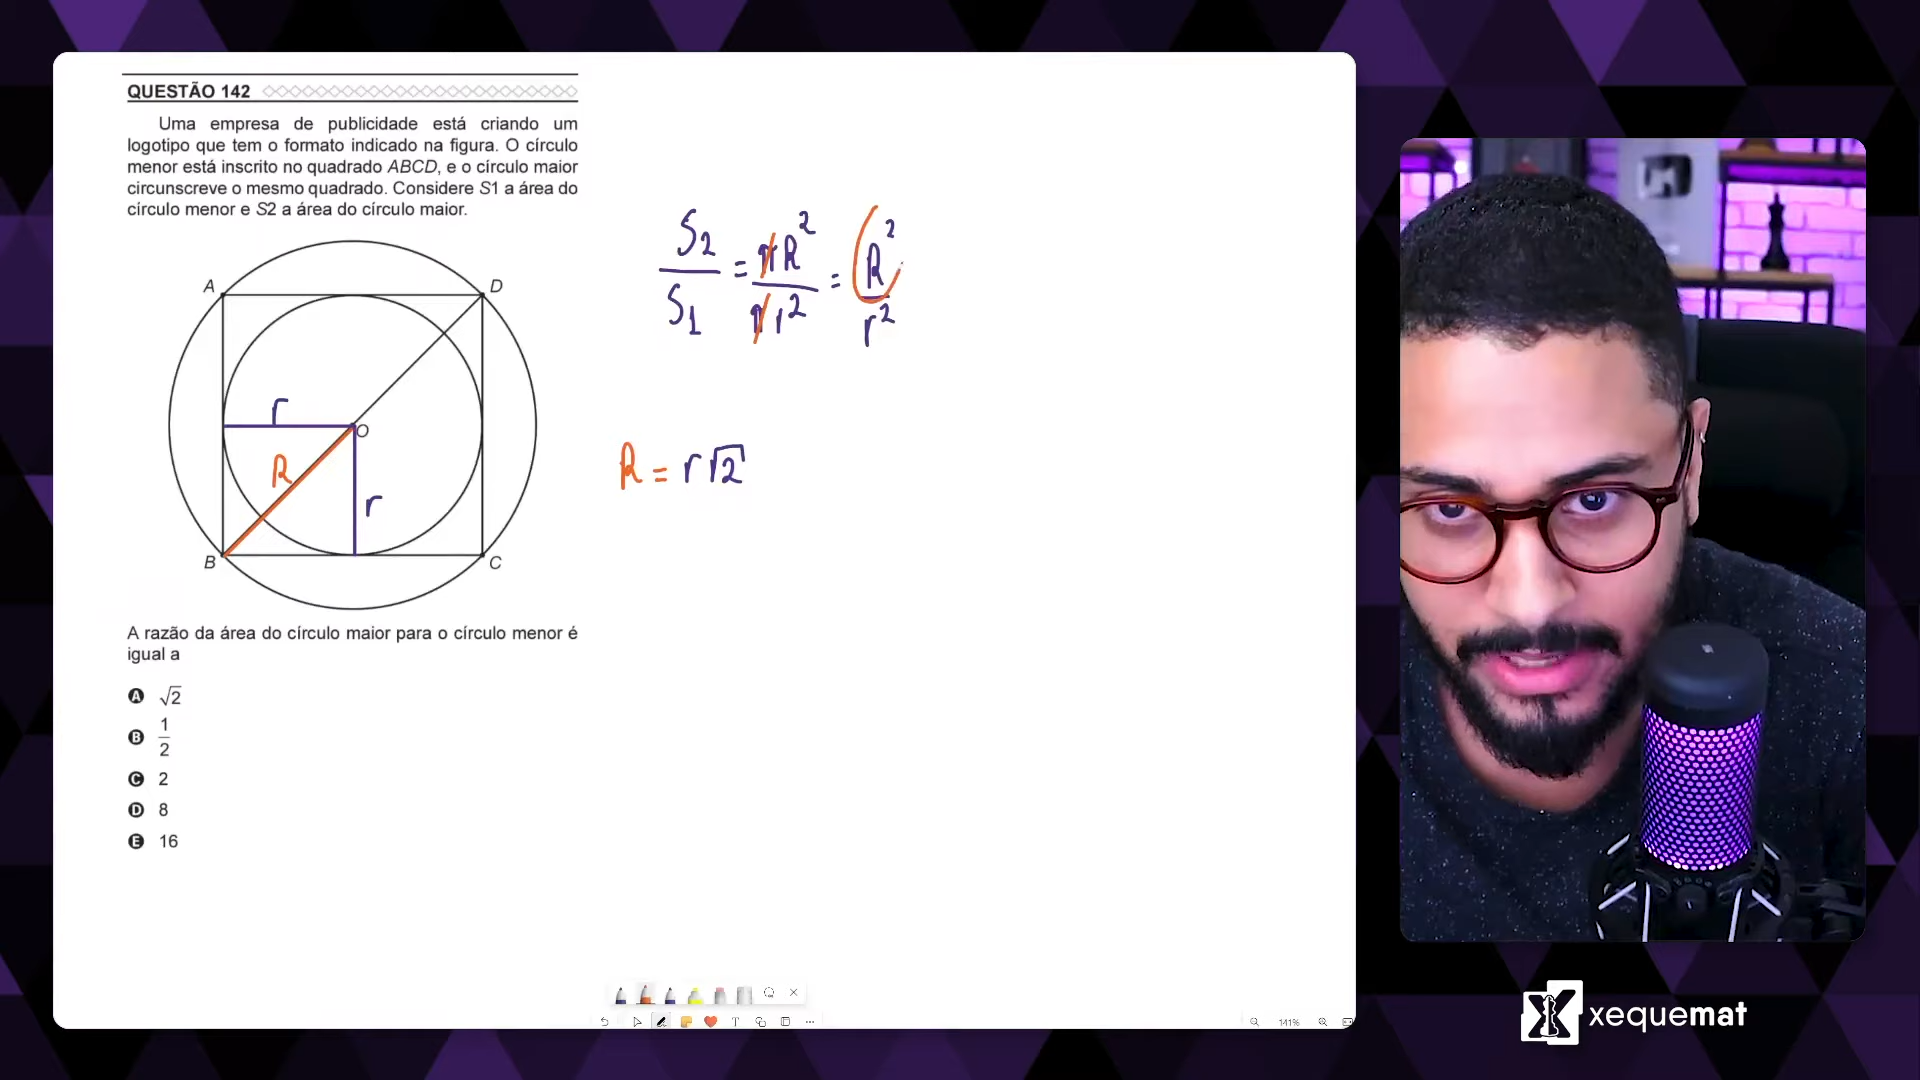 QUESTÃO 142
Uma empresa de publicidade está criando um
logotipo que tem o formato indicado na figura. O círculo
menor está inscrito no quadrado ABCD, e o círculo maior
circunscreve o mesmo quadrado. Considere S1 a área do
círculo menor e S2 a área do círculo maior.
A
D
r
O
R
r
B
C
A razão da área do círculo maior para o círculo menor é
igual a
A √2
B 1/2
C 2
D 8
E 16
S2/S1 = πR²/πr² = R²/r²
R = r√2
141%
xequemat